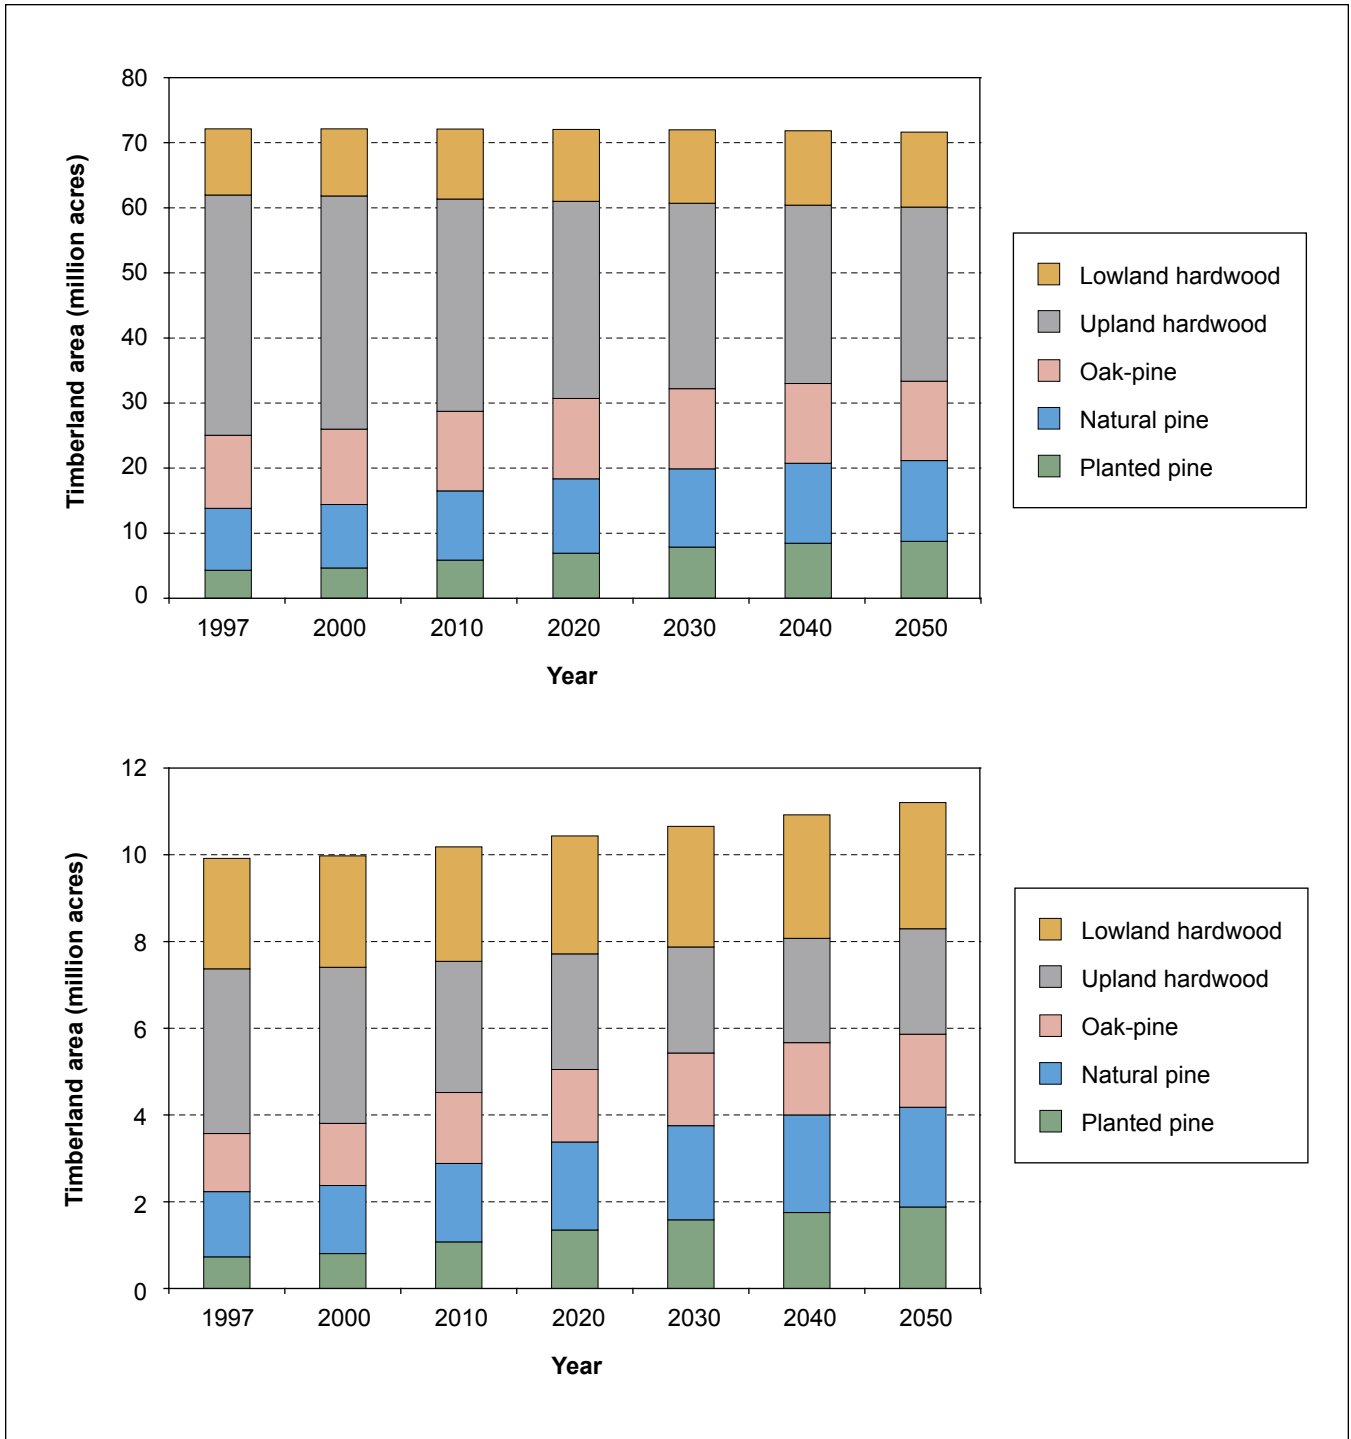 80
70
60
50
40
30
20
10
0
Timberland area (million acres)
1997 2000 2010 2020 2030 2040 2050
Year
Lowland hardwood
Upland hardwood
Oak-pine
Natural pine
Planted pine
12
10
8
6
4
2
0
Timberland area (million acres)
1997 2000 2010 2020 2030 2040 2050
Year
Lowland hardwood
Upland hardwood
Oak-pine
Natural pine
Planted pine